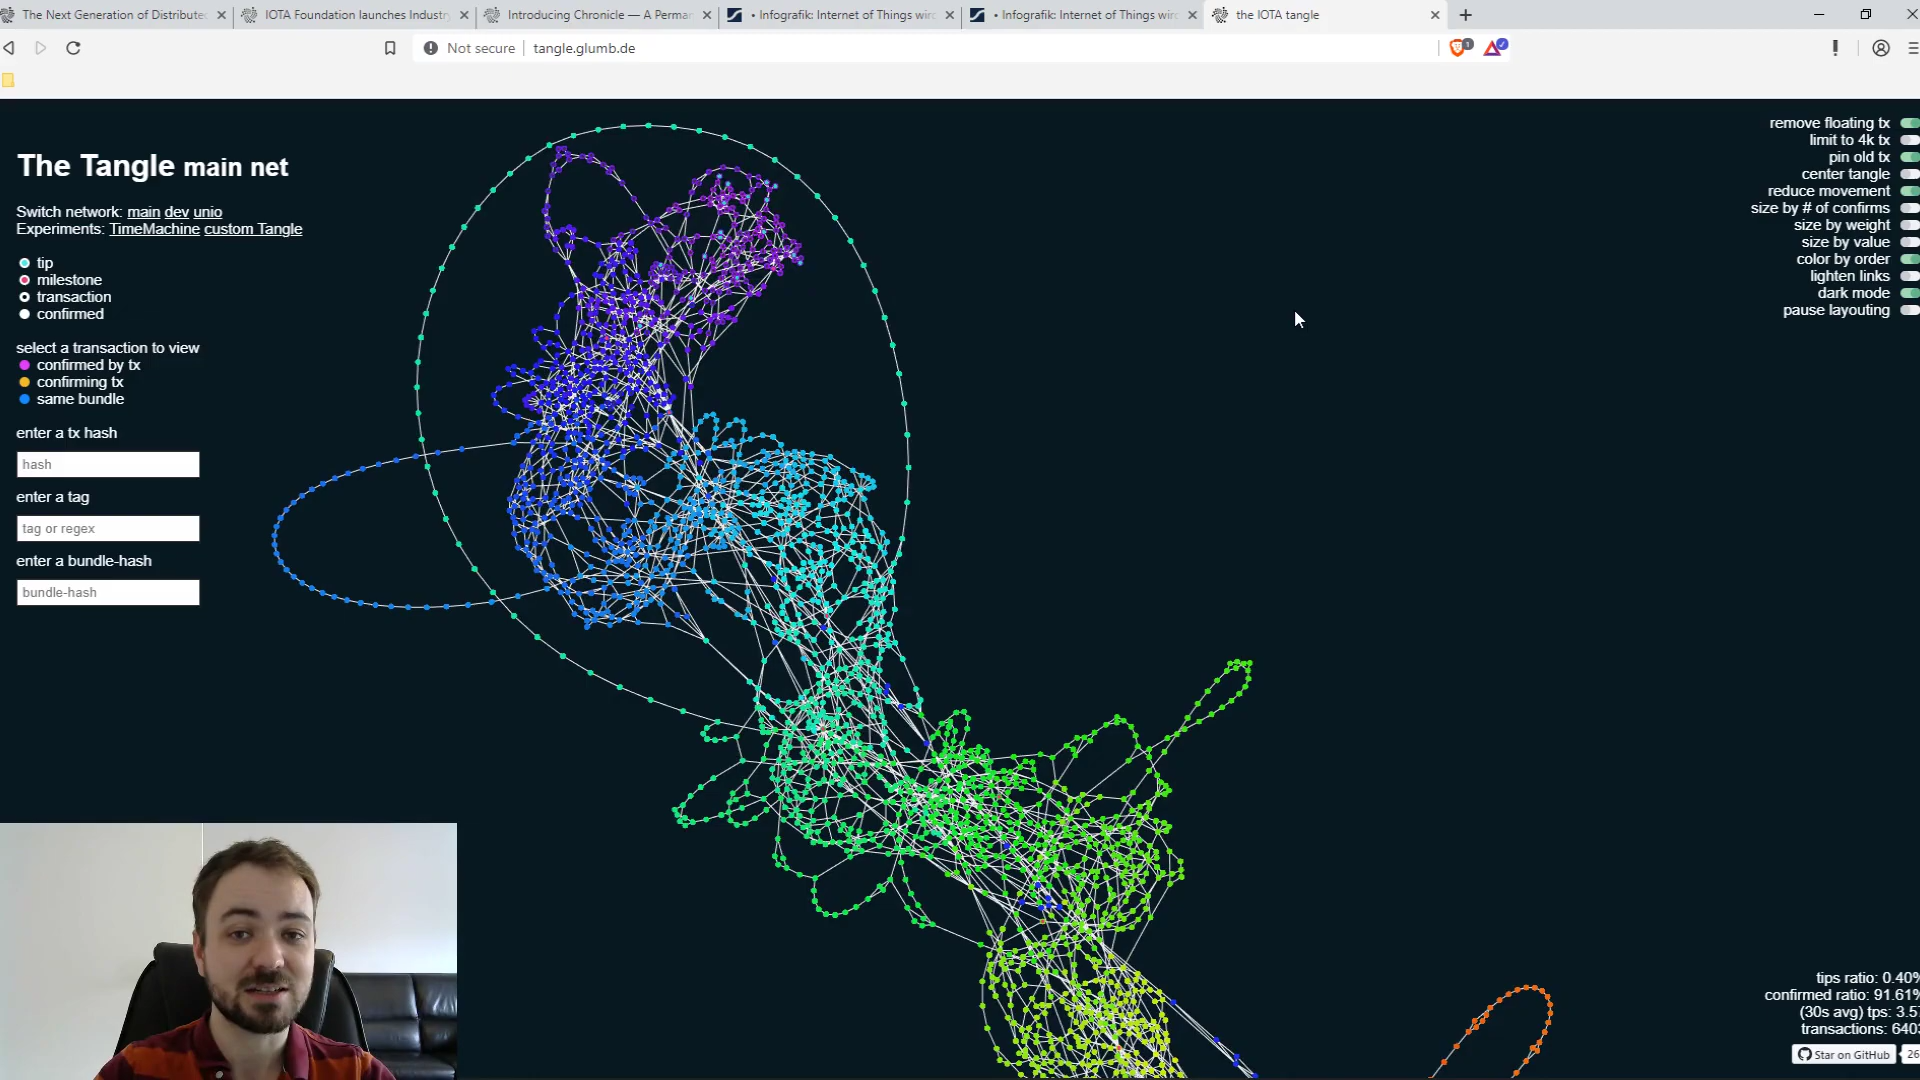 The Next Generation of Distribute
IOTA Foundation launches Industr
Introducing Chronicle — A Perman
• Infografik: Internet of Things wird
• Infografik: Internet of Things wird
the IOTA tangle
Not secure
tangle.glumb.de
The Tangle main net
Switch network: main dev unio
Experiments: TimeMachine custom Tangle
tip
milestone
transaction
confirmed
select a transaction to view
confirmed by tx
confirming tx
same bundle
enter a tx hash
hash
enter a tag
tag or regex
enter a bundle-hash
bundle-hash
remove floating tx
limit to 4k tx
pin old tx
center tangle
reduce movement
size by # of confirms
size by weight
size by value
color by order
lighten links
dark mode
pause layouting
tips ratio: 0.40%
confirmed ratio: 91.61%
(30s avg) tps: 3.57
transactions: 6403
Star on GitHub 26